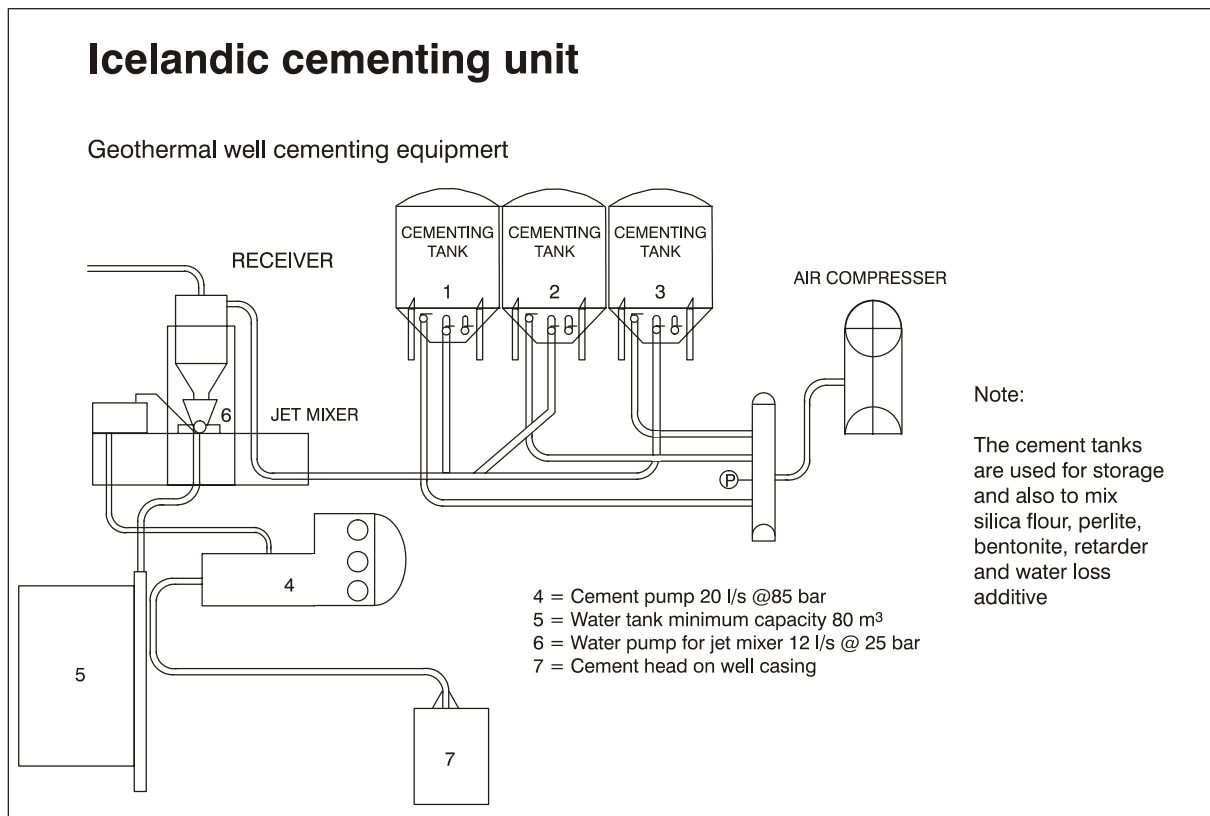 Icelandic cementing unit
Geothermal well cementing equipmert
CEMENTING
TANK
1
CEMENTING
TANK
2
CEMENTING
TANK
3
RECEIVER
AIR COMPRESSER
6
JET MIXER
P
4
5
7
4 = Cement pump 20 l/s @85 bar
5 = Water tank minimum capacity 80 m³
6 = Water pump for jet mixer 12 l/s @ 25 bar
7 = Cement head on well casing
Note:
The cement tanks
are used for storage
and also to mix
silica flour, perlite,
bentonite, retarder
and water loss
additive